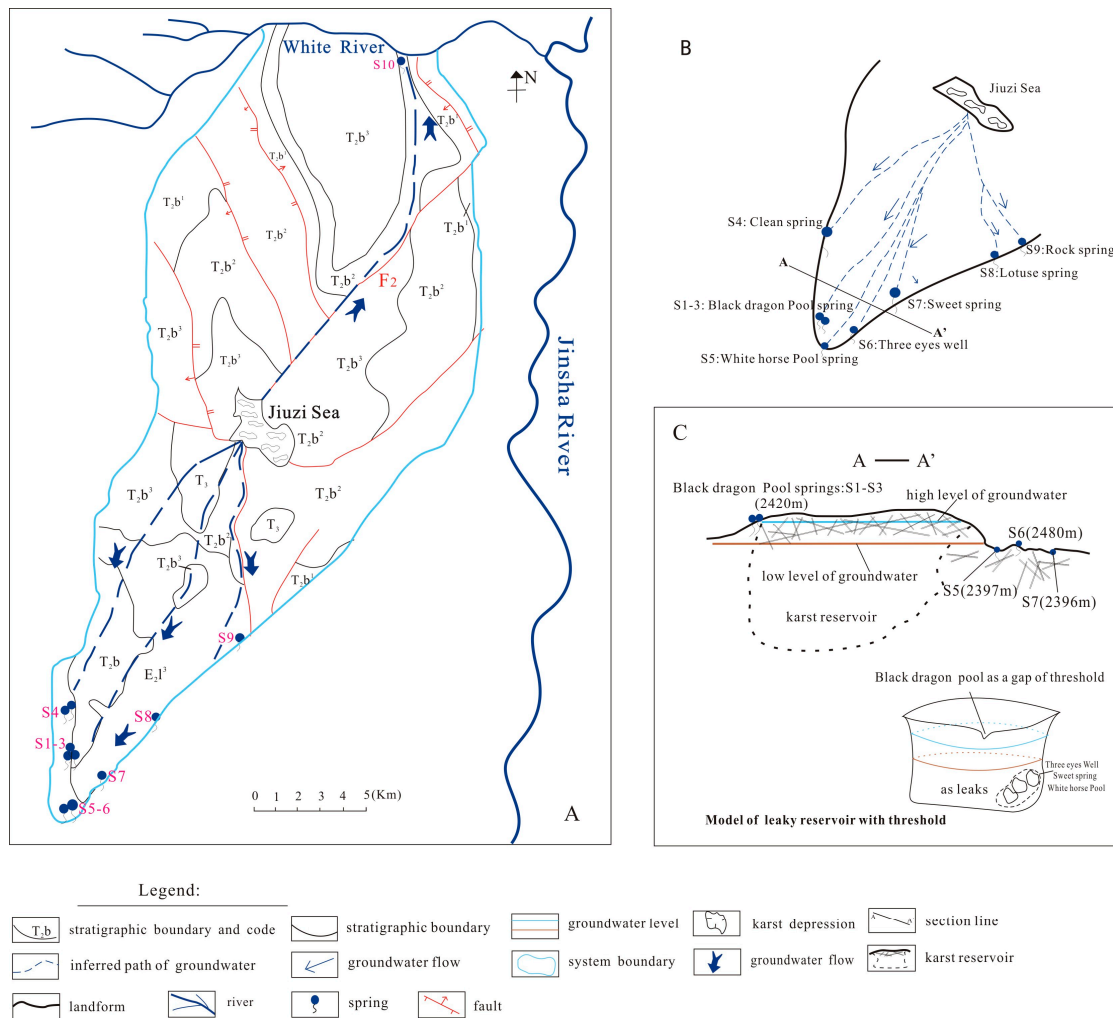 White River
S10
N
T₂b³
T₂b¹
T₂b¹
T₂b¹
T₂b²
T₂b¹
T₂b²
T₂b²
F₂
T₂b²
T₂b³
T₂b³
T₂b³
Jiuzi Sea
T₂b²
Jinsha River
T₃
T₂b³
T₂b²
T₃
T₂b²
T₂b³
T₂b¹
S9
T₂b
E₂l³
S4
S8
S1-3
S7
S5-6
0 1 2 3 4 5(Km)
A
B
Jiuzi Sea
S4: Clean spring
S9:Rock spring
S8:Lotuse spring
A
S1-3: Black dragon Pool spring
S7:Sweet spring
A'
S6:Three eyes well
S5:White horse Pool spring
C
A — A'
Black dragon Pool springs:S1-S3
(2420m)
high level of groundwater
S6(2480m)
low level of groundwater
S5(2397m)
S7(2396m)
karst reservoir
Black dragon pool as a gap of threshold
Three eyes Well
Sweet spring
White horse Pool
as leaks
Model of leaky reservoir with threshold
Legend:
T₂b stratigraphic boundary and code
stratigraphic boundary
groundwater level
karst depression
A A' section line
inferred path of groundwater
groundwater flow
system boundary
groundwater flow
karst reservoir
landform
river
spring
fault